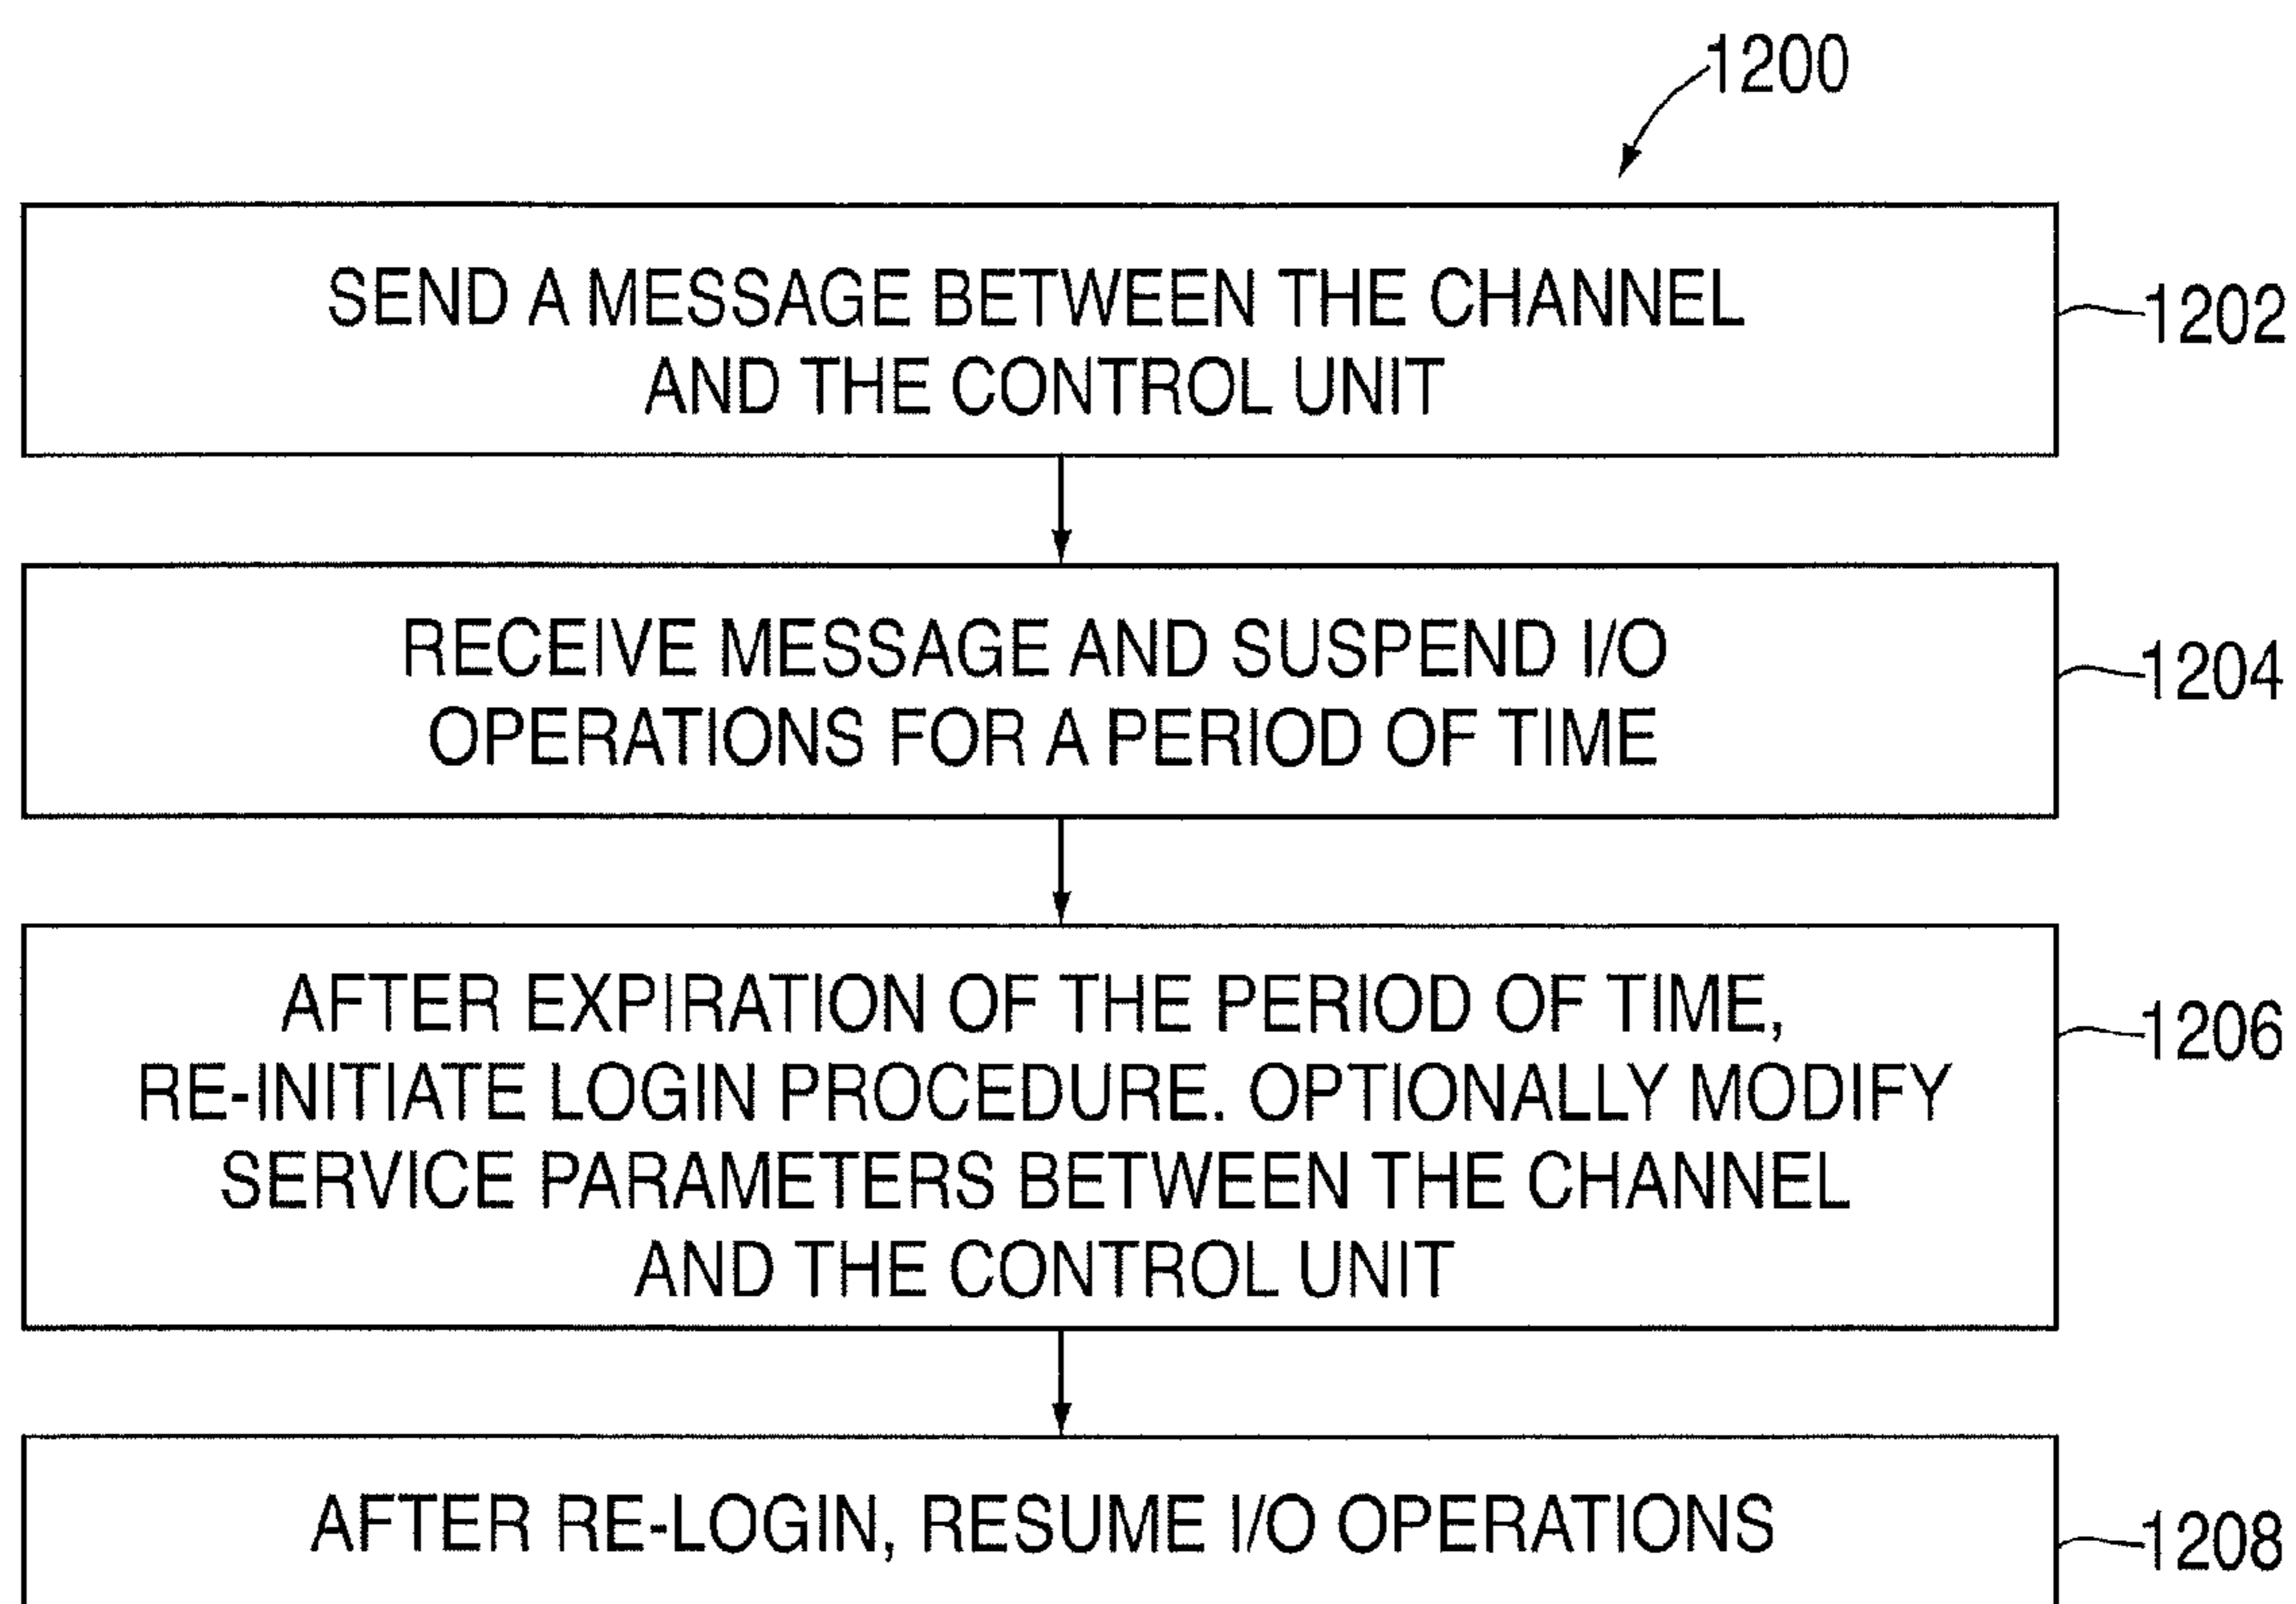 1200
SEND A MESSAGE BETWEEN THE CHANNEL
AND THE CONTROL UNIT
1202
RECEIVE MESSAGE AND SUSPEND I/O
OPERATIONS FOR A PERIOD OF TIME
1204
AFTER EXPIRATION OF THE PERIOD OF TIME,
RE-INITIATE LOGIN PROCEDURE. OPTIONALLY MODIFY
SERVICE PARAMETERS BETWEEN THE CHANNEL
AND THE CONTROL UNIT
1206
AFTER RE-LOGIN, RESUME I/O OPERATIONS
1208